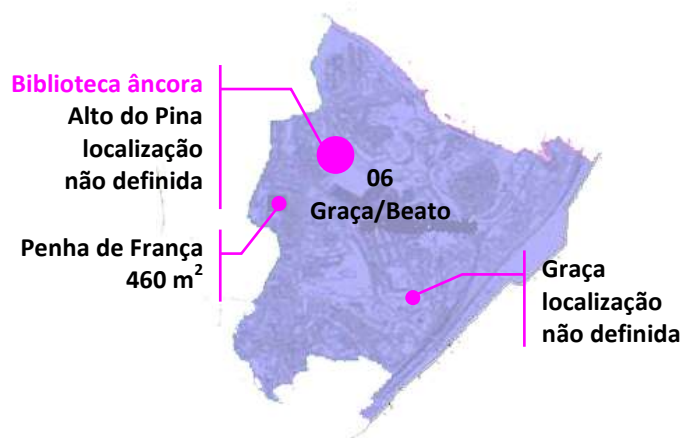 Biblioteca âncora
Alto do Pina
localização
não definida
06
Graça/Beato
Penha de França
460 m²
Graça
localização
não definida